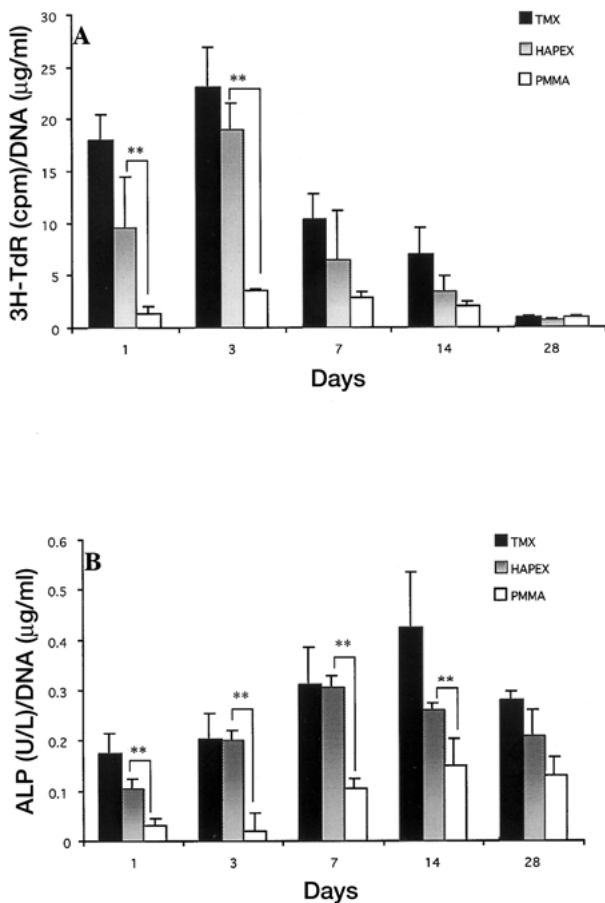 A
3H-TdR (cpm)/DNA (µg/ml)
30
25
20
15
10
5
0
TMX
HAPEX
PMMA
**
**
1 3 7 14 28
Days
B
ALP (U/L)/DNA (µg/ml)
0.6
0.5
0.4
0.3
0.2
0.1
0
TMX
HAPEX
PMMA
**
**
**
**
1 3 7 14 28
Days